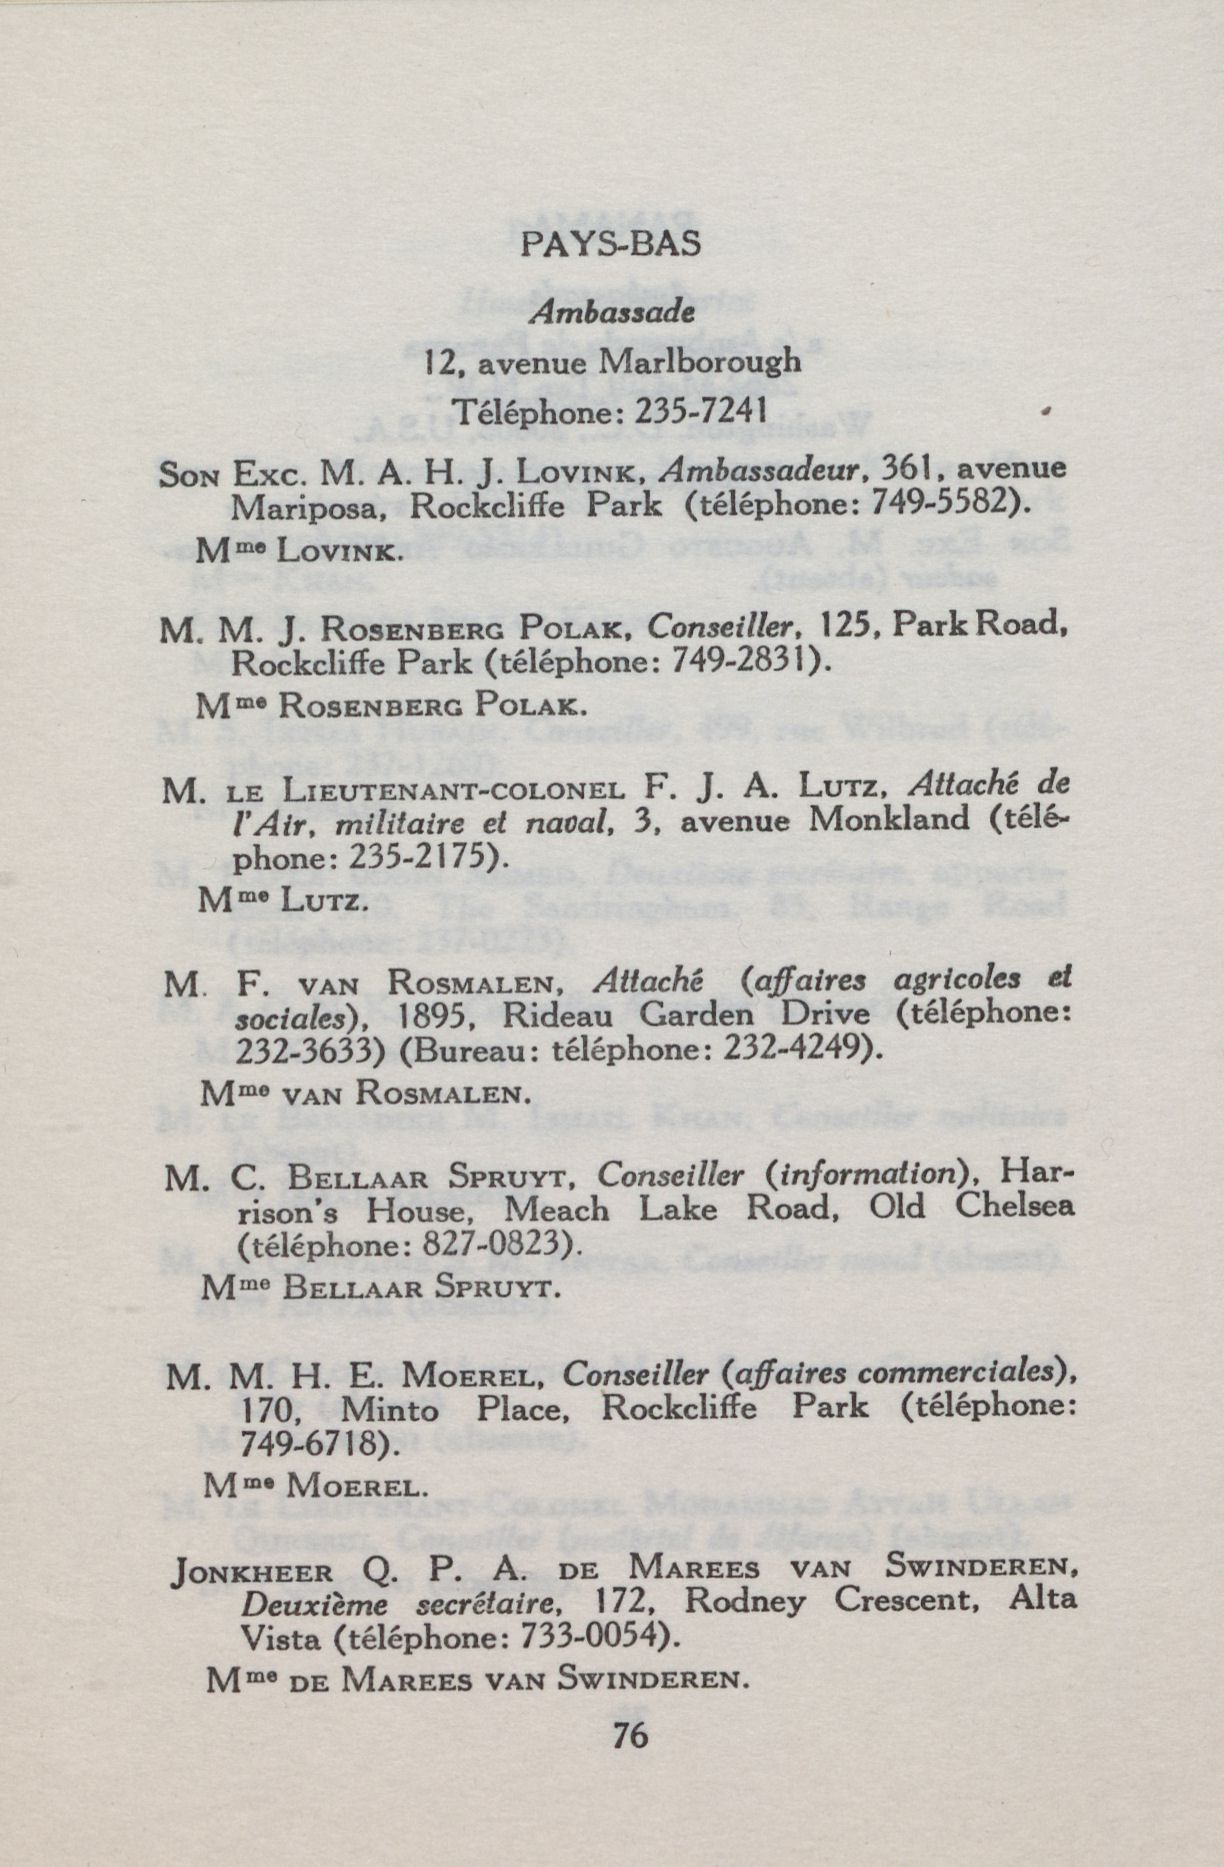 PAYS-BAS
Ambassade
12, avenue Marlborough
Téléphone: 235-7241
SON EXC. M. A. H. J. LOVINK, Ambassadeur, 361, avenue
Mariposa, Rockcliffe Park (téléphone: 749-5582).
Mme LOVINK.
M. M. J. ROSENBERG POLAK, Conseiller, 125, Park Road,
Rockcliffe Park (téléphone: 749-2831).
Mme ROSENBERG POLAK.
M. LE LIEUTENANT-COLONEL F. J. A. LUTZ, Attaché de
l'Air, militaire et naval, 3, avenue Monkland (télé-
phone: 235-2175).
Mme LUTZ.
M. F. VAN ROSMALEN, Attaché (affaires agricoles et
sociales), 1895, Rideau Garden Drive (téléphone:
232-3633) (Bureau: téléphone: 232-4249).
Mme VAN ROSMALEN.
M. C. BELLAAR SPRUYT, Conseiller (information), Har-
rison's House, Meach Lake Road, Old Chelsea
(téléphone: 827-0823).
Mme BELLAAR SPRUYT.
M. M. H. E. MOEREL, Conseiller (affaires commerciales),
170, Minto Place, Rockcliffe Park (téléphone:
749-6718).
Mme MOEREL.
JONKHEER Q. P. A. DE MAREES VAN SWINDEREN,
Deuxième secrétaire, 172, Rodney Crescent, Alta
Vista (téléphone: 733-0054).
Mme DE MAREES VAN SWINDEREN.
76